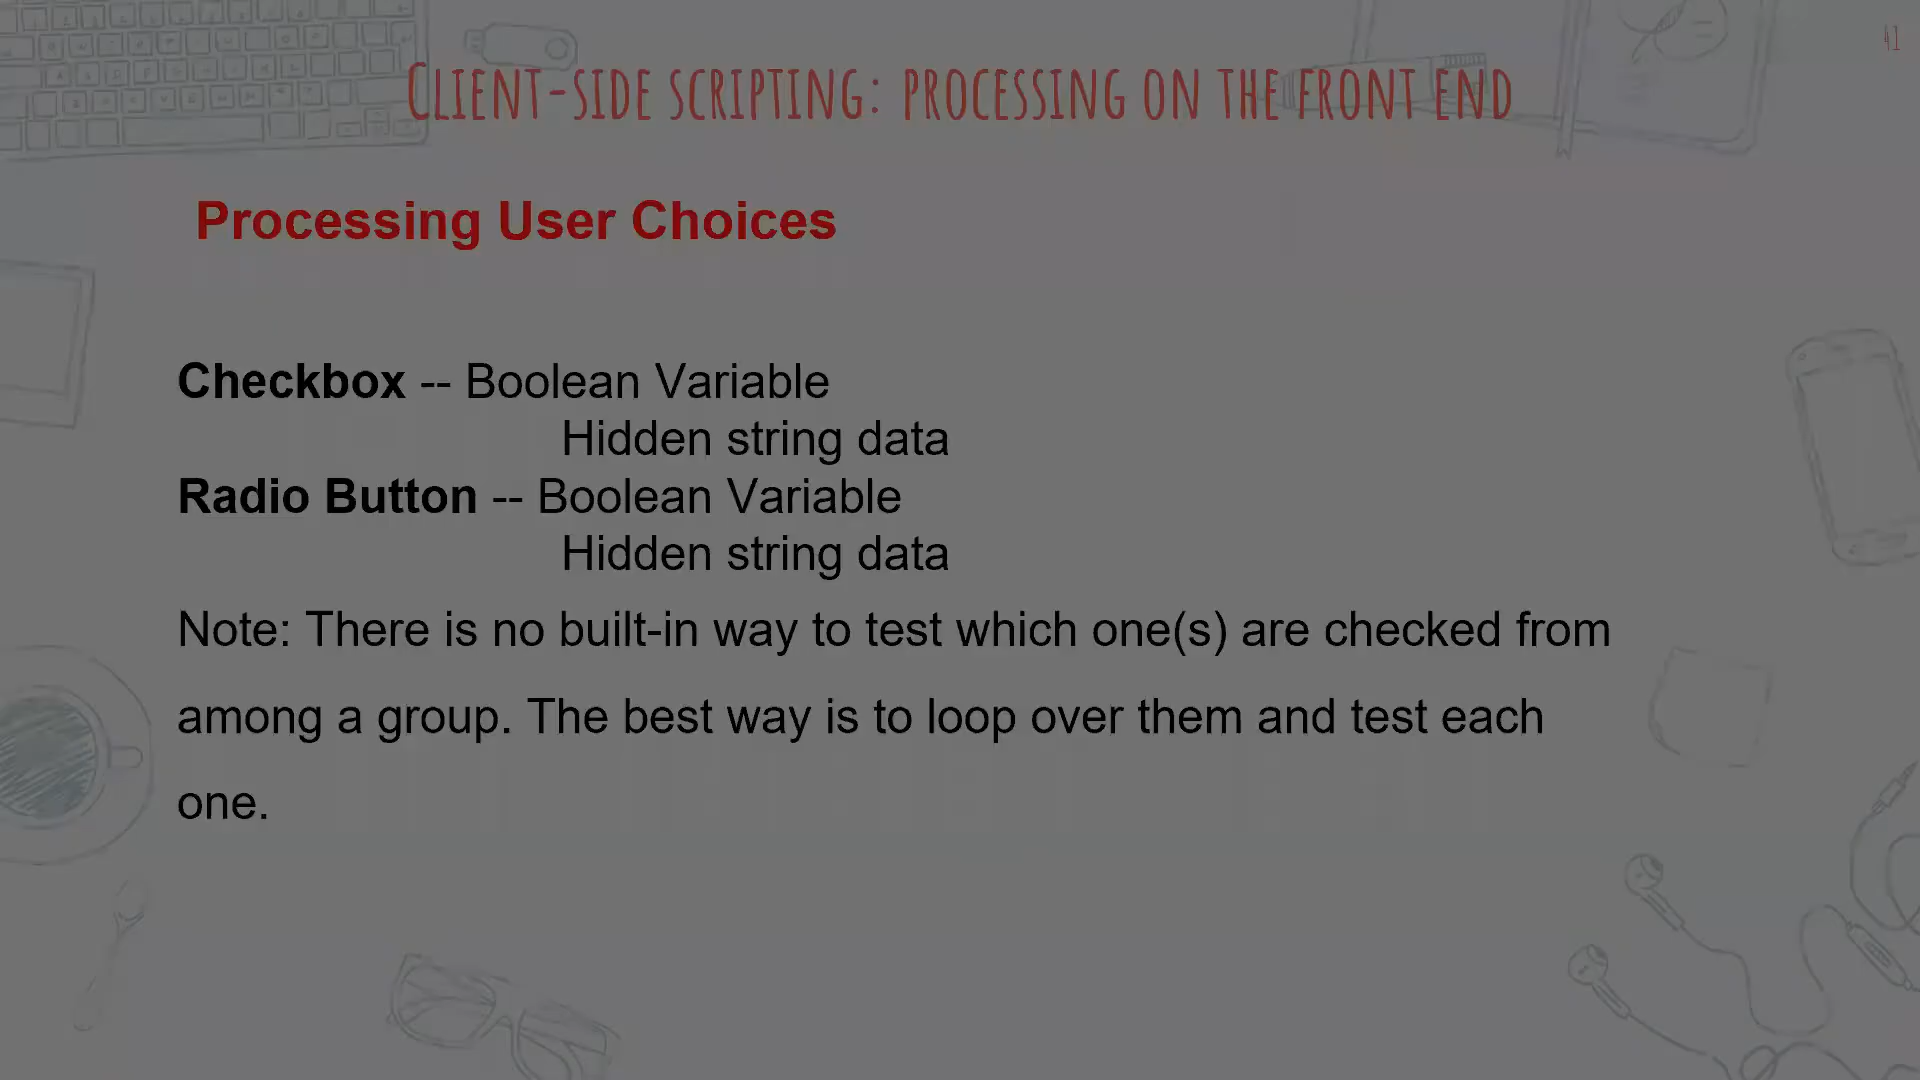 41
Client-side scripting: processing on the front end
Processing User Choices
Checkbox -- Boolean Variable
Hidden string data
Radio Button -- Boolean Variable
Hidden string data
Note: There is no built-in way to test which one(s) are checked from
among a group. The best way is to loop over them and test each
one.